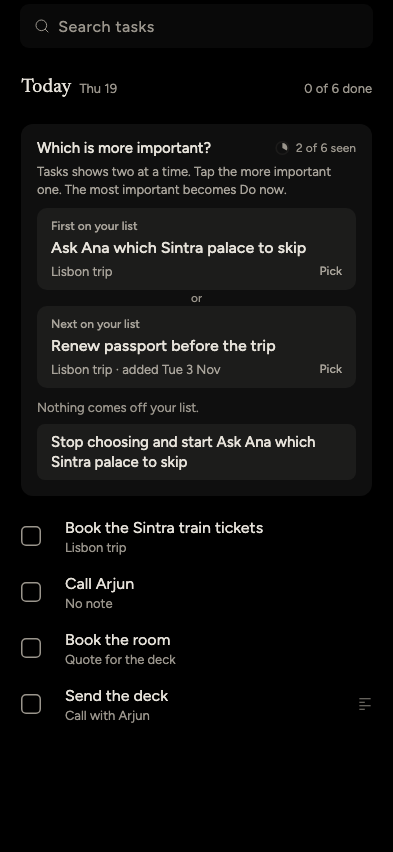 Search tasks
Today Thu 19 0 of 6 done
Which is more important? 2 of 6 seen
Tasks shows two at a time. Tap the more important
one. The most important becomes Do now.
First on your list
Ask Ana which Sintra palace to skip
Lisbon trip Pick
or
Next on your list
Renew passport before the trip
Lisbon trip · added Tue 3 Nov Pick
Nothing comes off your list.
Stop choosing and start Ask Ana which
Sintra palace to skip
Book the Sintra train tickets
Lisbon trip
Call Arjun
No note
Book the room
Quote for the deck
Send the deck
Call with Arjun